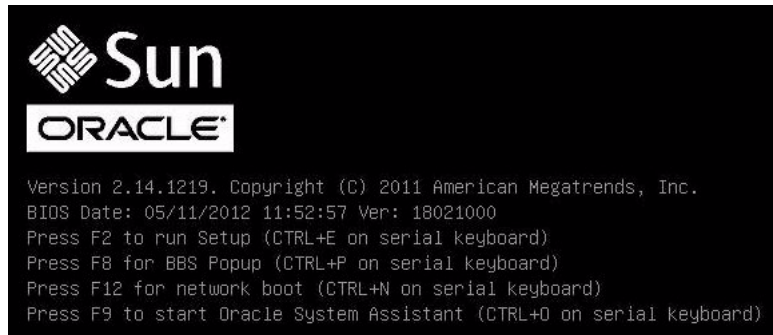 Sun
ORACLE
Version 2.14.1219. Copyright (C) 2011 American Megatrends, Inc.
BIOS Date: 05/11/2012 11:52:57 Ver: 18021000
Press F2 to run Setup (CTRL+E on serial keyboard)
Press F8 for BBS Popup (CTRL+P on serial keyboard)
Press F12 for network boot (CTRL+N on serial keyboard)
Press F9 to start Oracle System Assistant (CTRL+O on serial keyboard)